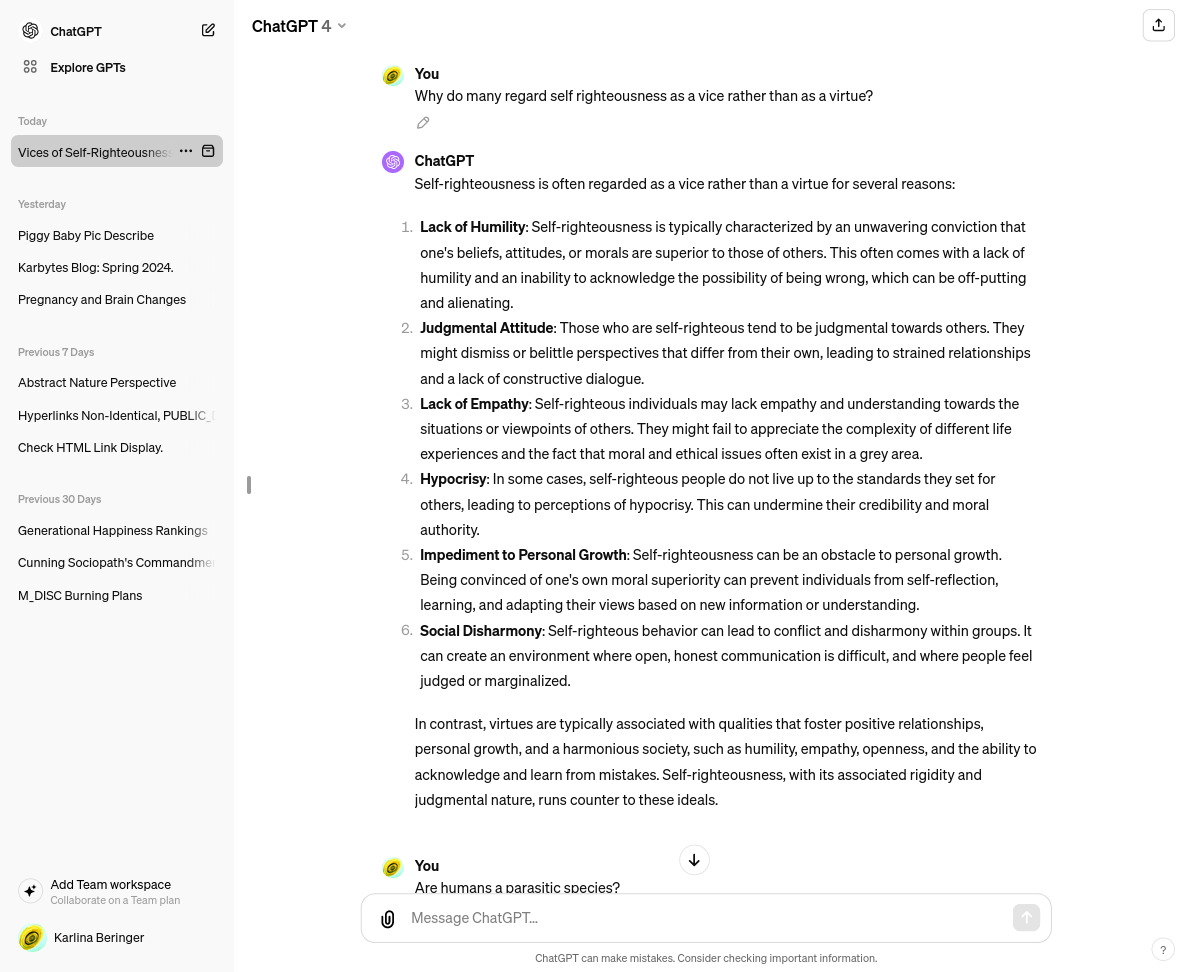 ChatGPT
Explore GPTs
Today
Vices of Self-Righteousnes
Yesterday
Piggy Baby Pic Describe
Karbytes Blog: Spring 2024.
Pregnancy and Brain Changes
Previous 7 Days
Abstract Nature Perspective
Hyperlinks Non-Identical, PUBLIC_
Check HTML Link Display.
Previous 30 Days
Generational Happiness Rankings
Cunning Sociopath's Commandme
M_DISC Burning Plans
Add Team workspace
Collaborate on a Team plan
Karlina Beringer
ChatGPT 4
You
Why do many regard self righteousness as a vice rather than as a virtue?
ChatGPT
Self-righteousness is often regarded as a vice rather than a virtue for several reasons:
1. Lack of Humility: Self-righteousness is typically characterized by an unwavering conviction that
one's beliefs, attitudes, or morals are superior to those of others. This often comes with a lack of
humility and an inability to acknowledge the possibility of being wrong, which can be off-putting
and alienating.
2. Judgmental Attitude: Those who are self-righteous tend to be judgmental towards others. They
might dismiss or belittle perspectives that differ from their own, leading to strained relationships
and a lack of constructive dialogue.
3. Lack of Empathy: Self-righteous individuals may lack empathy and understanding towards the
situations or viewpoints of others. They might fail to appreciate the complexity of different life
experiences and the fact that moral and ethical issues often exist in a grey area.
4. Hypocrisy: In some cases, self-righteous people do not live up to the standards they set for
others, leading to perceptions of hypocrisy. This can undermine their credibility and moral
authority.
5. Impediment to Personal Growth: Self-righteousness can be an obstacle to personal growth.
Being convinced of one's own moral superiority can prevent individuals from self-reflection,
learning, and adapting their views based on new information or understanding.
6. Social Disharmony: Self-righteous behavior can lead to conflict and disharmony within groups. It
can create an environment where open, honest communication is difficult, and where people feel
judged or marginalized.
In contrast, virtues are typically associated with qualities that foster positive relationships,
personal growth, and a harmonious society, such as humility, empathy, openness, and the ability to
acknowledge and learn from mistakes. Self-righteousness, with its associated rigidity and
judgmental nature, runs counter to these ideals.
You
Are humans a parasitic species?
Message ChatGPT...
ChatGPT can make mistakes. Consider checking important information.
?